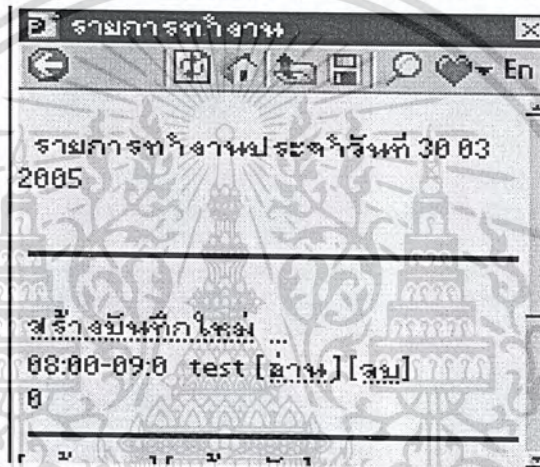 รายการทำงาน
En
รายการทำงานประจำวันที่ 30 03
2005
สร้างบันทึกใหม่ ...
08:00-09:0 test [อ่าน][ลบ]
0